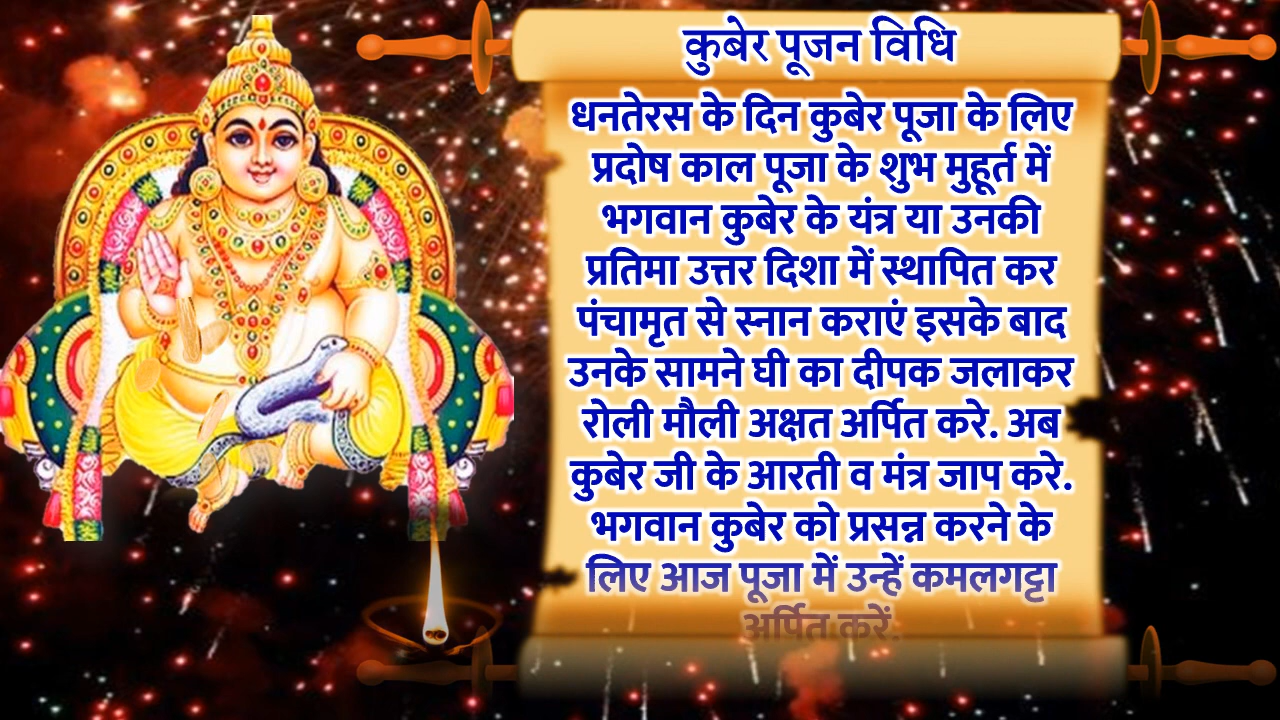 कुबेर पूजन विधि
धनतेरस के दिन कुबेर पूजा के लिए
प्रदोष काल पूजा के शुभ मुहूर्त में
भगवान कुबेर के यंत्र या उनकी
प्रतिमा उत्तर दिशा में स्थापित कर
पंचामृत से स्नान कराएं इसके बाद
उनके सामने घी का दीपक जलाकर
रोली मौली अक्षत अर्पित करे. अब
कुबेर जी के आरती व मंत्र जाप करे.
भगवान कुबेर को प्रसन्न करने के
लिए आज पूजा में उन्हें कमलगट्टा
अर्पित करें.